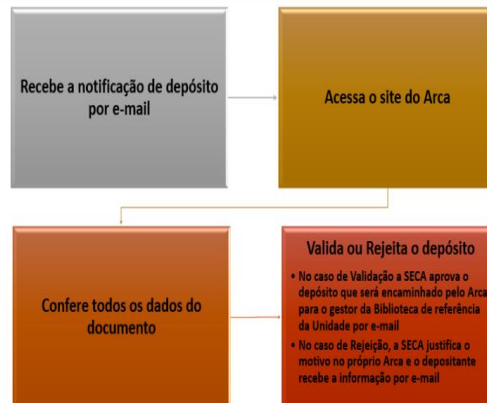 Recebe a notificação de depósito
por e-mail
Acessa o site do Arca
Confere todos os dados do
documento
Valida ou Rejeita o depósito
• No caso de Validação a SECA aprova o
depósito que será encaminhado pelo Arca
para o gestor da Biblioteca de referência
da Unidade por e-mail
• No caso de Rejeição, a SECA justifica o
motivo no próprio Arca e o depositante
recebe a informação por e-mail